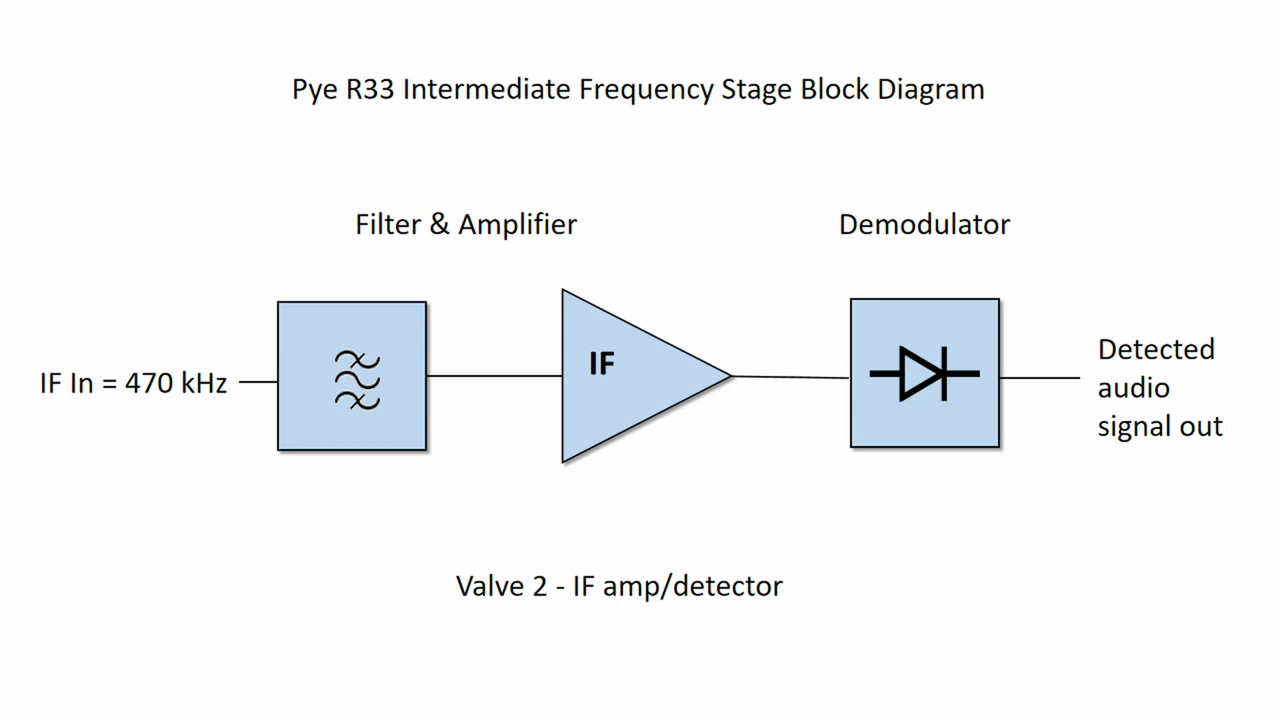 Pye R33 Intermediate Frequency Stage Block Diagram
Filter & Amplifier
Demodulator
IF In = 470 kHz
IF
Detected
audio
signal out
Valve 2 - IF amp/detector